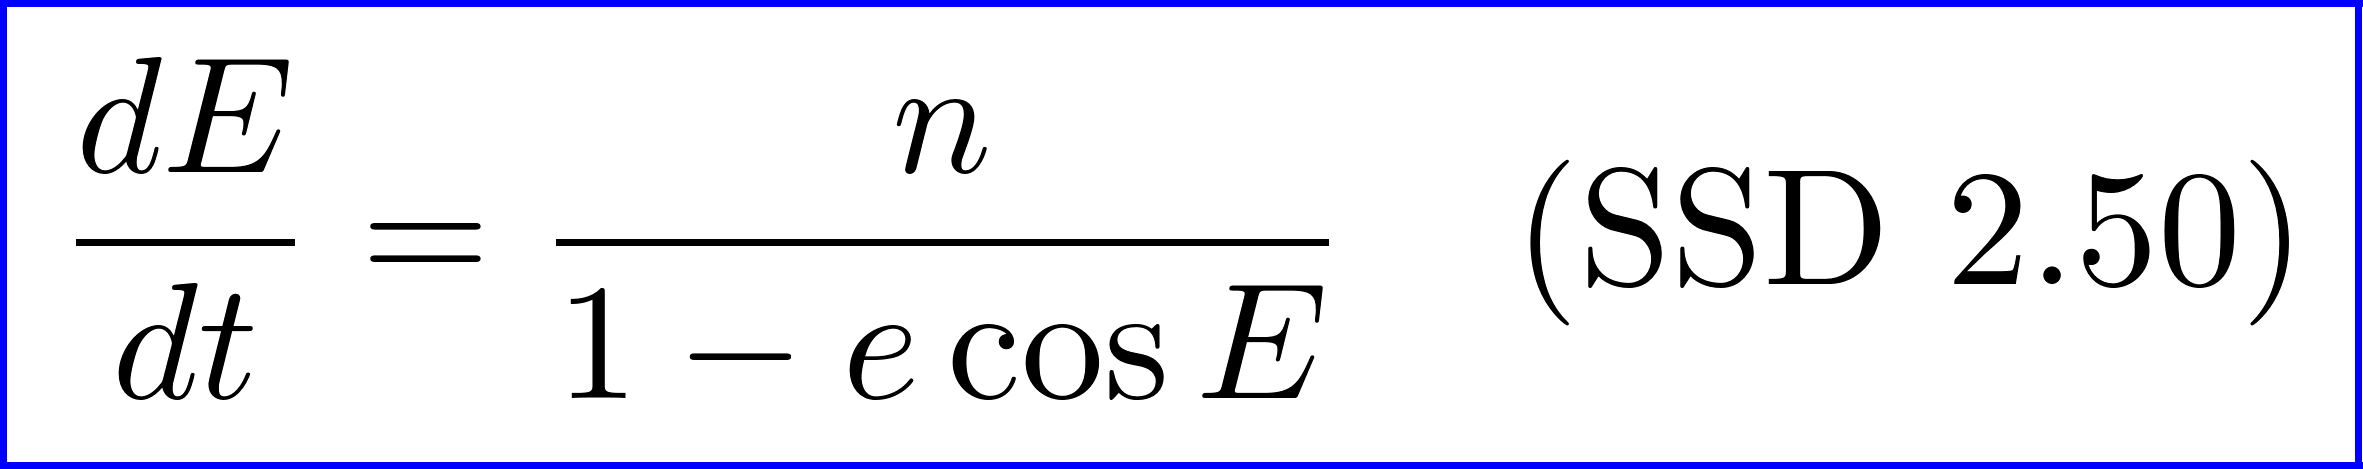 dE/dt = n/(1 − e cos E) (SSD 2.50)